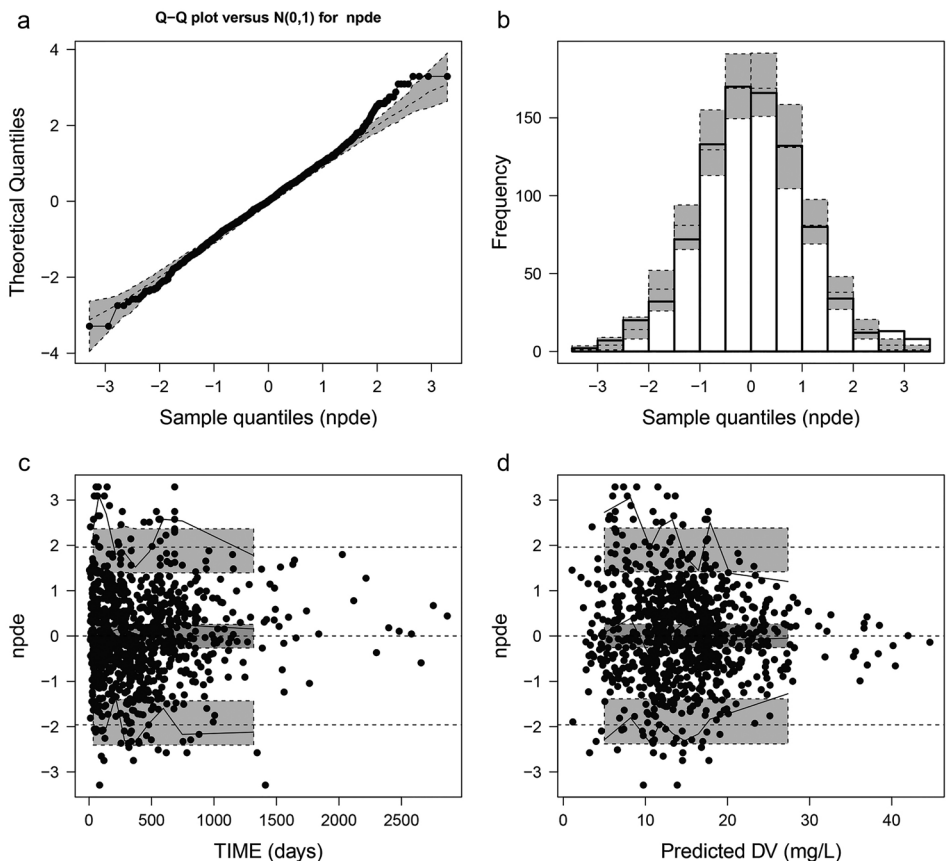 a
Q−Q plot versus N(0,1) for npde
4
2
0
−2
−4
Theoretical Quantiles
−3 −2 −1 0 1 2 3
Sample quantiles (npde)
b
150
100
50
0
Frequency
−3 −2 −1 0 1 2 3
Sample quantiles (npde)
c
3
2
1
0
−1
−2
−3
npde
0 500 1000 1500 2000 2500
TIME (days)
d
3
2
1
0
−1
−2
−3
npde
0 10 20 30 40
Predicted DV (mg/L)